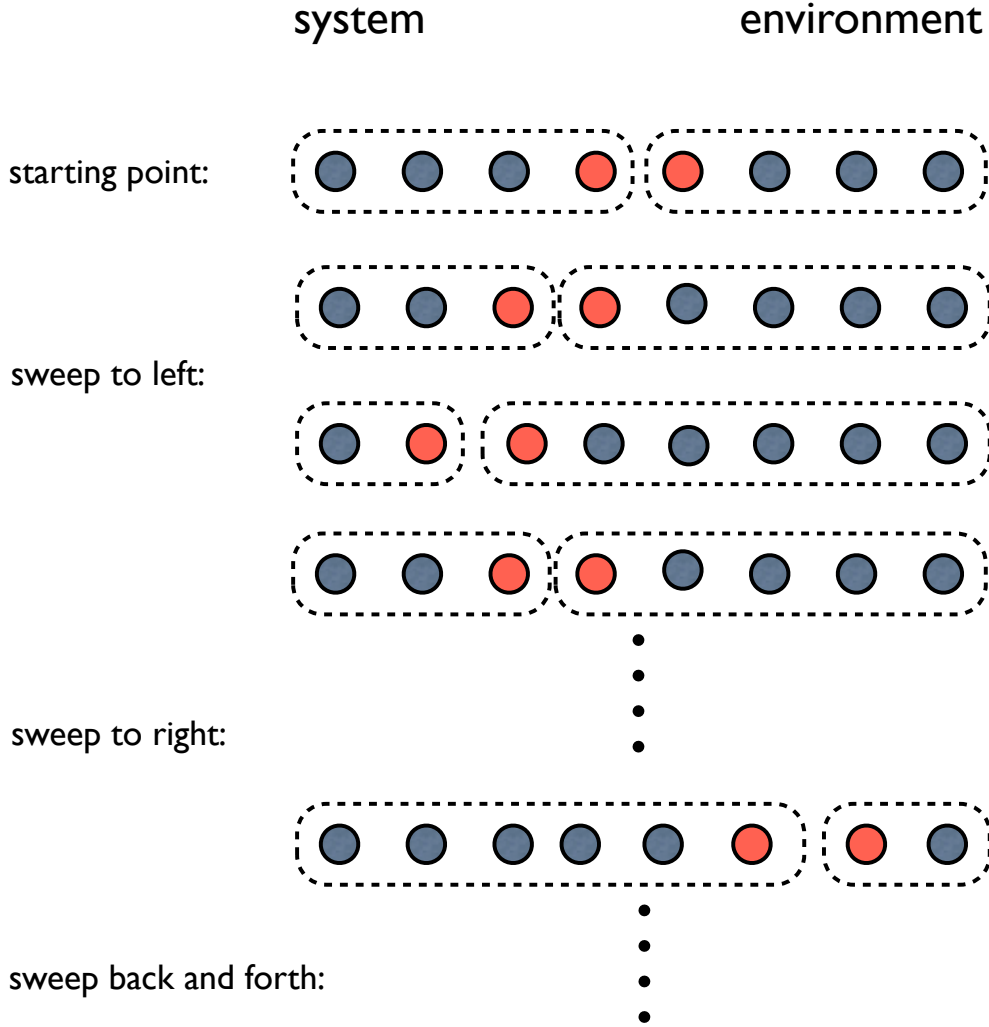 system environment
starting point:
sweep to left:
sweep to right:
sweep back and forth: